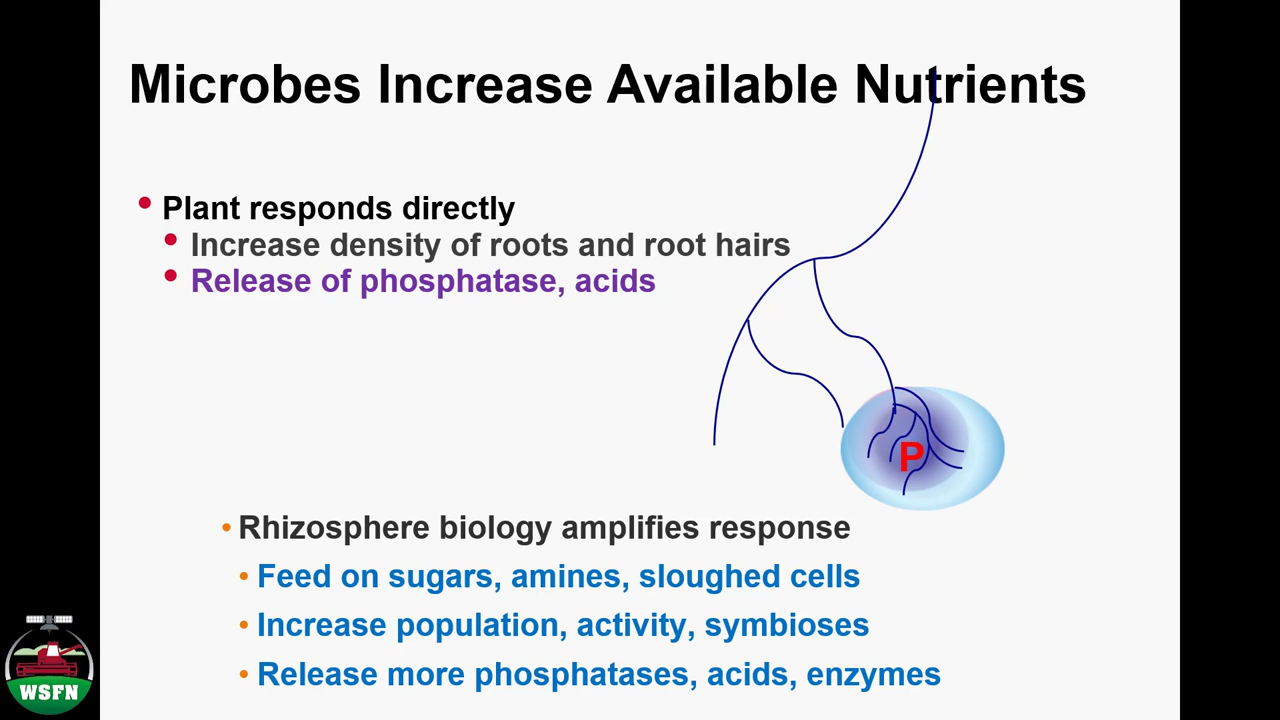 Microbes Increase Available Nutrients
• Plant responds directly
• Increase density of roots and root hairs
• Release of phosphatase, acids
P
• Rhizosphere biology amplifies response
• Feed on sugars, amines, sloughed cells
• Increase population, activity, symbioses
• Release more phosphatases, acids, enzymes
WSFN